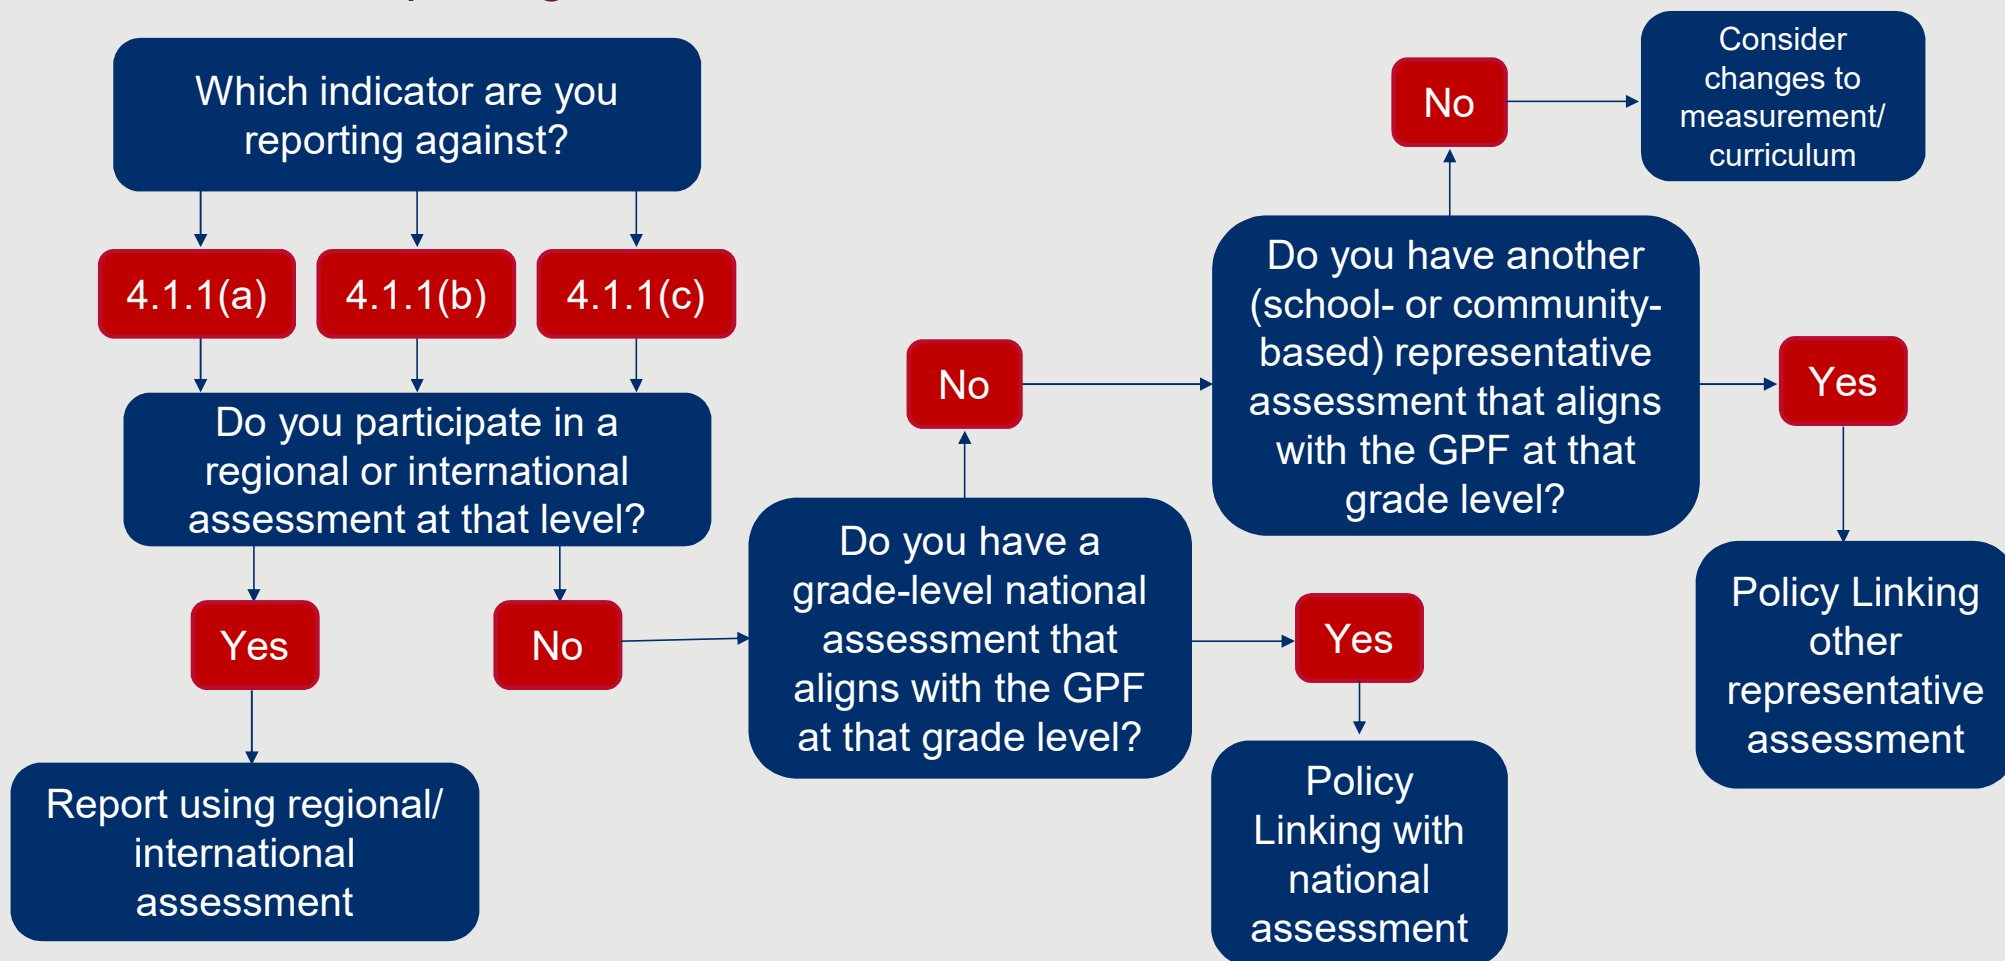 Which indicator are you
reporting against?
4.1.1(a)
4.1.1(b)
4.1.1(c)
Do you participate in a
regional or international
assessment at that level?
Yes
No
Report using regional/
international
assessment
Do you have a
grade-level national
assessment that
aligns with the GPF
at that grade level?
No
Yes
Policy
Linking with
national
assessment
Do you have another
(school- or community-
based) representative
assessment that aligns
with the GPF at that
grade level?
No
Consider
changes to
measurement/
curriculum
Yes
Policy Linking
other
representative
assessment